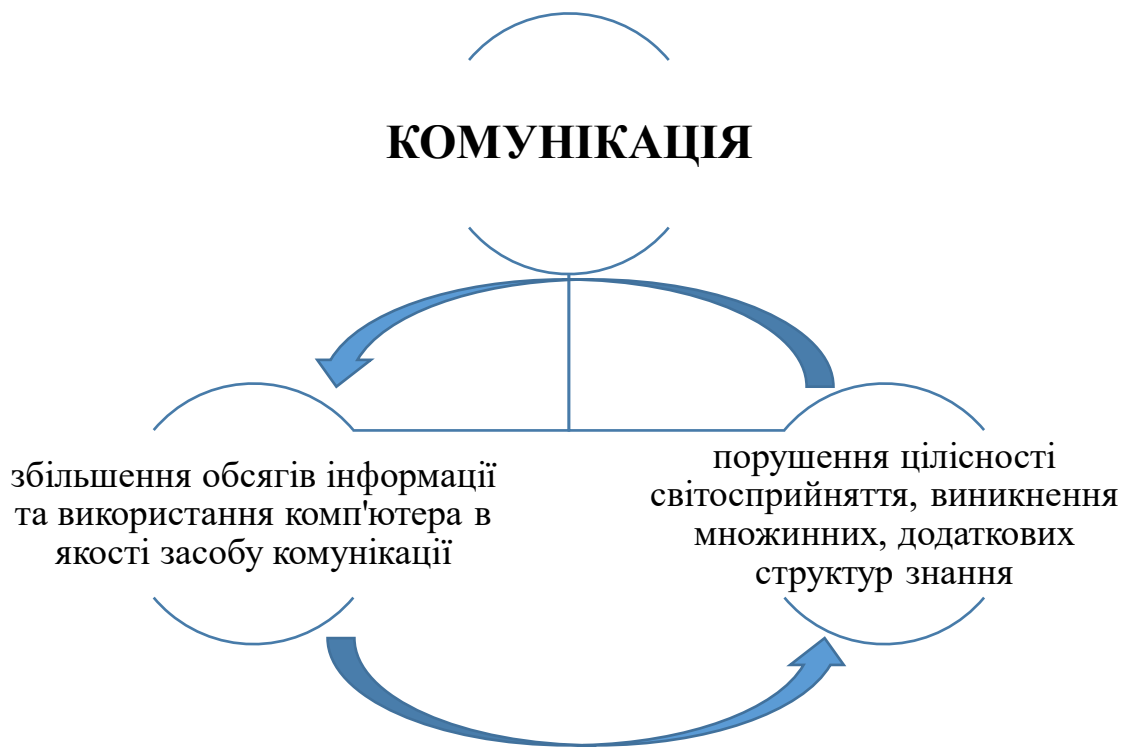 КОМУНІКАЦІЯ
збільшення обсягів інформації
та використання комп'ютера в
якості засобу комунікації
порушення цілісності
світосприйняття, виникнення
множинних, додаткових
структур знання